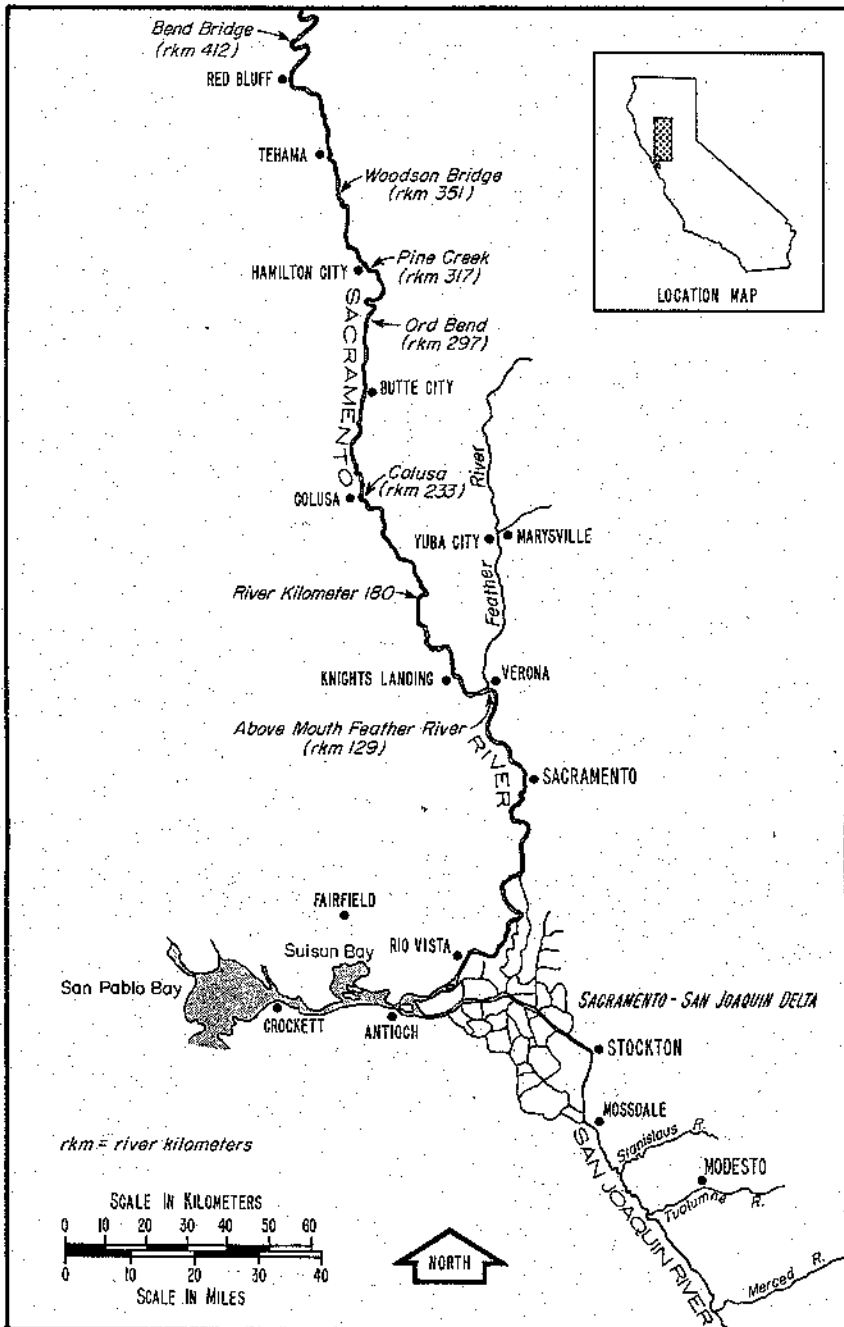 Bend Bridge
(rkm 412)
RED BLUFF
TEHAMA
Woodson Bridge
(rkm 351)
Pine Creek
(rkm 317)
HAMILTON CITY
SACRAMENTO
Ord Bend
(rkm 297)
BUTTE CITY
Colusa
(rkm 233)
COLUSA
River
Feather
YUBA CITY
MARYSVILLE
River Kilometer 180
KNIGHTS LANDING
VERONA
Above Mouth Feather River
(rkm 129)
RIVER
SACRAMENTO
FAIRFIELD
Suisun Bay
RIO VISTA
San Pablo Bay
CROCKETT
ANTIOCH
SACRAMENTO - SAN JOAQUIN DELTA
STOCKTON
MOSSDALE
Stanislaus R.
MODESTO
Tuolumne R.
SAN JOAQUIN RIVER
Merced R.
rkm = river kilometers
SCALE IN KILOMETERS
0 10 20 30 40 50 60
0 10 20 30 40
SCALE IN MILES
NORTH
LOCATION MAP